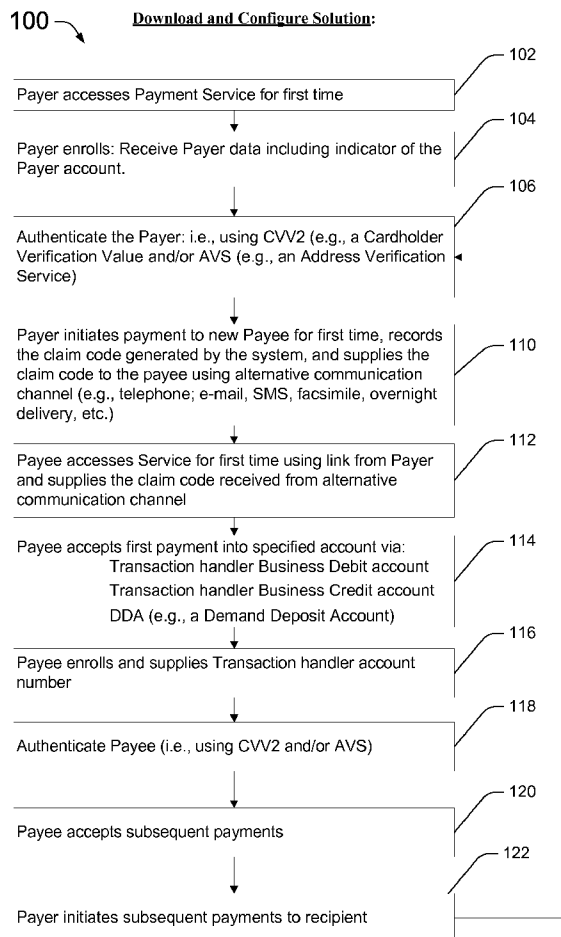 100
Download and Configure Solution:
102
Payer accesses Payment Service for first time
104
Payer enrolls: Receive Payer data including indicator of the
Payer account.
106
Authenticate the Payer: i.e., using CVV2 (e.g., a Cardholder
Verification Value and/or AVS (e.g., an Address Verification
Service)
110
Payer initiates payment to new Payee for first time, records
the claim code generated by the system, and supplies the
claim code to the payee using alternative communication
channel (e.g., telephone; e-mail, SMS, facsimile, overnight
delivery, etc.)
112
Payee accesses Service for first time using link from Payer
and supplies the claim code received from alternative
communication channel
114
Payee accepts first payment into specified account via:
Transaction handler Business Debit account
Transaction handler Business Credit account
DDA (e.g., a Demand Deposit Account)
116
Payee enrolls and supplies Transaction handler account
number
118
Authenticate Payee (i.e., using CVV2 and/or AVS)
120
Payee accepts subsequent payments
122
Payer initiates subsequent payments to recipient